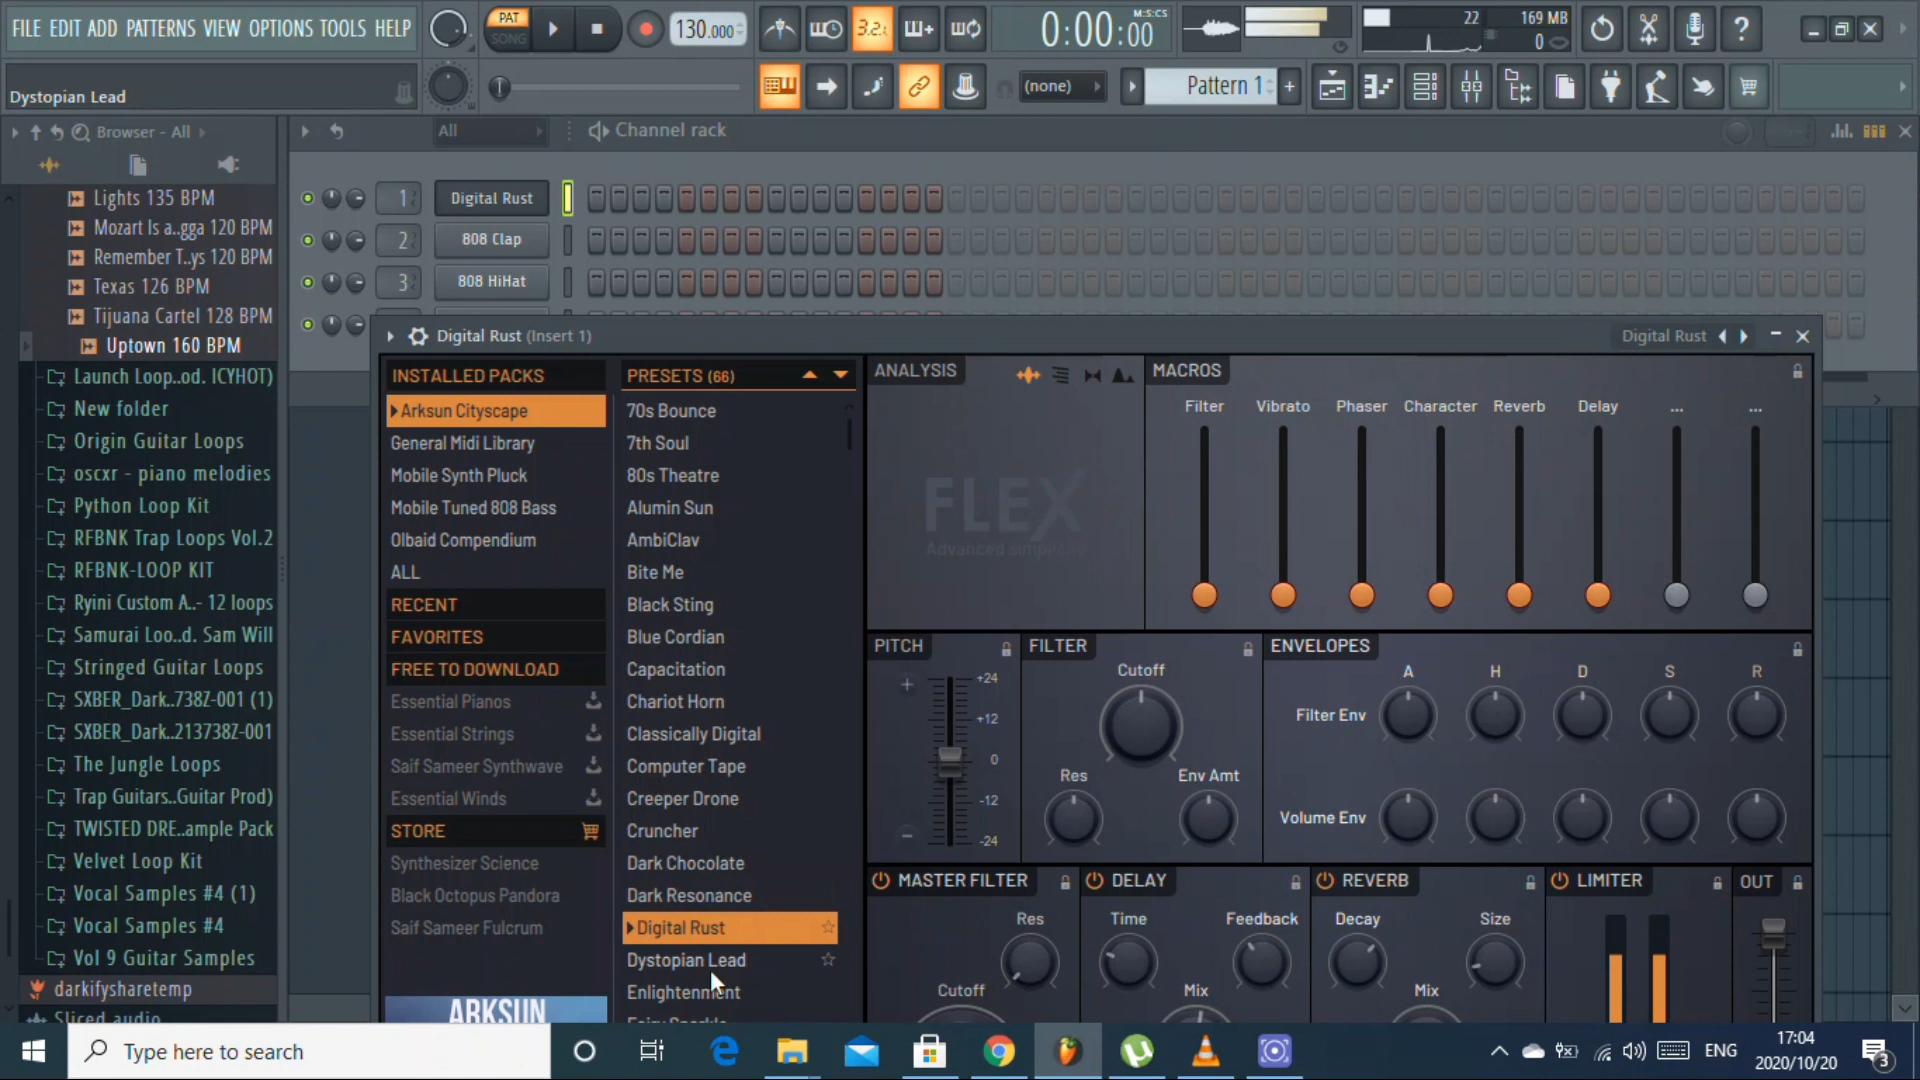 FILE EDIT ADD PATTERNS VIEW OPTIONS TOOLS HELP
PAT
SONG
130.000
3.2.
0:00:00
M:S:CS
22
169 MB
0
Dystopian Lead
(none)
Pattern 1
Browser - All
All
Channel rack
Lights 135 BPM
Mozart Is a..gga 120 BPM
Remember T..ys 120 BPM
Texas 126 BPM
Tijuana Cartel 128 BPM
Uptown 160 BPM
Launch Loop..od. ICYHOT)
New folder
Origin Guitar Loops
oscxr - piano melodies
Python Loop Kit
RFBNK Trap Loops Vol.2
RFBNK-LOOP KIT
Ryini Custom A..- 12 loops
Samurai Loo..d. Sam Will
Stringed Guitar Loops
SXBER_Dark..738Z-001 (1)
SXBER_Dark..213738Z-001
The Jungle Loops
Trap Guitars..Guitar Prod)
TWISTED DRE..ample Pack
Velvet Loop Kit
Vocal Samples #4 (1)
Vocal Samples #4
Vol 9 Guitar Samples
darkifysharetemp
Sliced audio
1 Digital Rust
2 808 Clap
3 808 HiHat
Digital Rust (Insert 1)
Digital Rust
INSTALLED PACKS
Arksun Cityscape
General Midi Library
Mobile Synth Pluck
Mobile Tuned 808 Bass
Olbaid Compendium
ALL
RECENT
FAVORITES
FREE TO DOWNLOAD
Essential Pianos
Essential Strings
Saif Sameer Synthwave
Essential Winds
STORE
Synthesizer Science
Black Octopus Pandora
Saif Sameer Fulcrum
ARKSUN
PRESETS (66)
70s Bounce
7th Soul
80s Theatre
Alumin Sun
AmbiClav
Bite Me
Black Sting
Blue Cordian
Capacitation
Chariot Horn
Classically Digital
Computer Tape
Creeper Drone
Cruncher
Dark Chocolate
Dark Resonance
Digital Rust
Dystopian Lead
Enlightenment
Fairy Sparkle
ANALYSIS
FLEX
Advanced simplicity
MACROS
Filter Vibrato Phaser Character Reverb Delay ... ...
PITCH
+24
+12
0
-12
-24
FILTER
Cutoff
Res
Env Amt
ENVELOPES
A H D S R
Filter Env
Volume Env
MASTER FILTER
Res
Cutoff
DELAY
Time
Feedback
Mix
REVERB
Decay
Size
Mix
LIMITER
OUT
Type here to search
ENG
17:04
2020/10/20
3